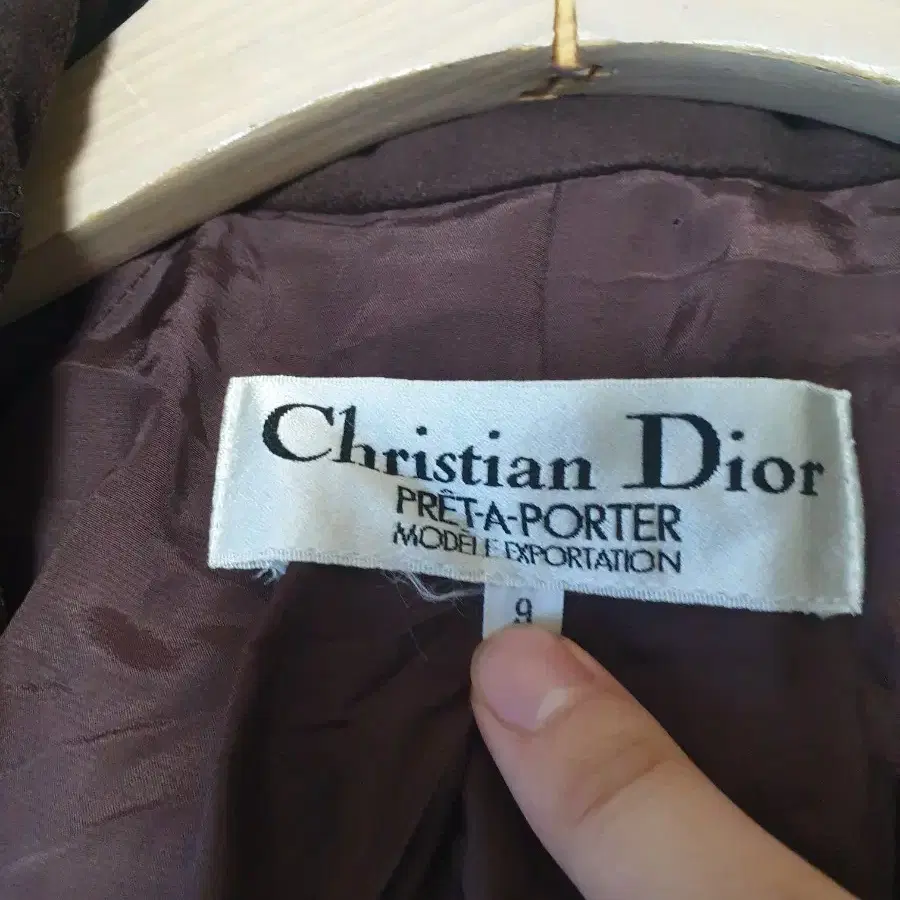 Christian Dior
PRÊT-A-PORTER
MODÈLE EXPORTATION
9